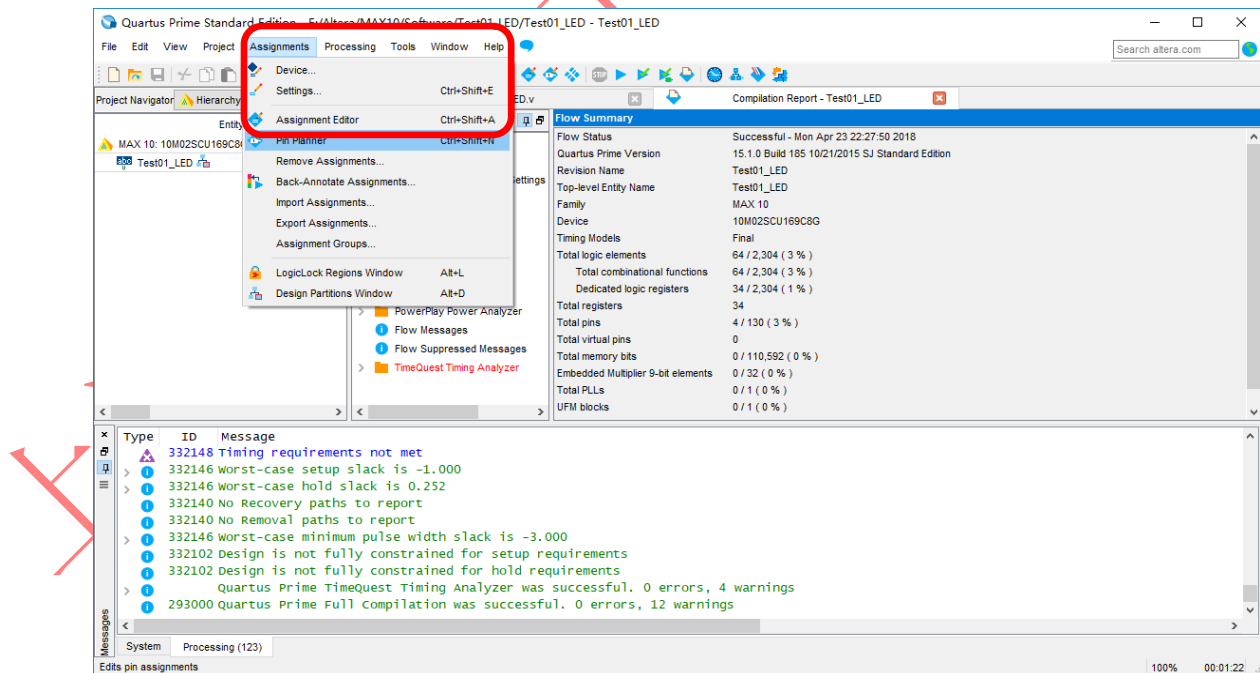 Quartus Prime Standard Edition - E:/Altera/MAX10/Software/Test01_LED/Test01_LED - Test01_LED
File Edit View Project Assignments Processing Tools Window Help
Search altera.com
Device...
Settings... Ctrl+Shift+E
Assignment Editor Ctrl+Shift+A
Pin Planner Ctrl+Shift+N
Remove Assignments...
Back-Annotate Assignments...
Import Assignments...
Export Assignments...
Assignment Groups...
LogicLock Regions Window Alt+L
Design Partitions Window Alt+D
Project Navigator Hierarchy
Entity
MAX 10: 10M02SCU169C8G
Test01_LED
ED.v
Compilation Report - Test01_LED
Settings
PowerPlay Power Analyzer
Flow Messages
Flow Suppressed Messages
TimeQuest Timing Analyzer
Flow Summary
Flow Status Successful - Mon Apr 23 22:27:50 2018
Quartus Prime Version 15.1.0 Build 185 10/21/2015 SJ Standard Edition
Revision Name Test01_LED
Top-level Entity Name Test01_LED
Family MAX 10
Device 10M02SCU169C8G
Timing Models Final
Total logic elements 64 / 2,304 ( 3 % )
Total combinational functions 64 / 2,304 ( 3 % )
Dedicated logic registers 34 / 2,304 ( 1 % )
Total registers 34
Total pins 4 / 130 ( 3 % )
Total virtual pins 0
Total memory bits 0 / 110,592 ( 0 % )
Embedded Multiplier 9-bit elements 0 / 32 ( 0 % )
Total PLLs 0 / 1 ( 0 % )
UFM blocks 0 / 1 ( 0 % )
Type ID Message
332148 Timing requirements not met
332146 Worst-case setup slack is -1.000
332146 Worst-case hold slack is 0.252
332140 No Recovery paths to report
332140 No Removal paths to report
332146 Worst-case minimum pulse width slack is -3.000
332102 Design is not fully constrained for setup requirements
332102 Design is not fully constrained for hold requirements
Quartus Prime TimeQuest Timing Analyzer was successful. 0 errors, 4 warnings
293000 Quartus Prime Full Compilation was successful. 0 errors, 12 warnings
Messages
System Processing (123)
Edits pin assignments
100% 00:01:22